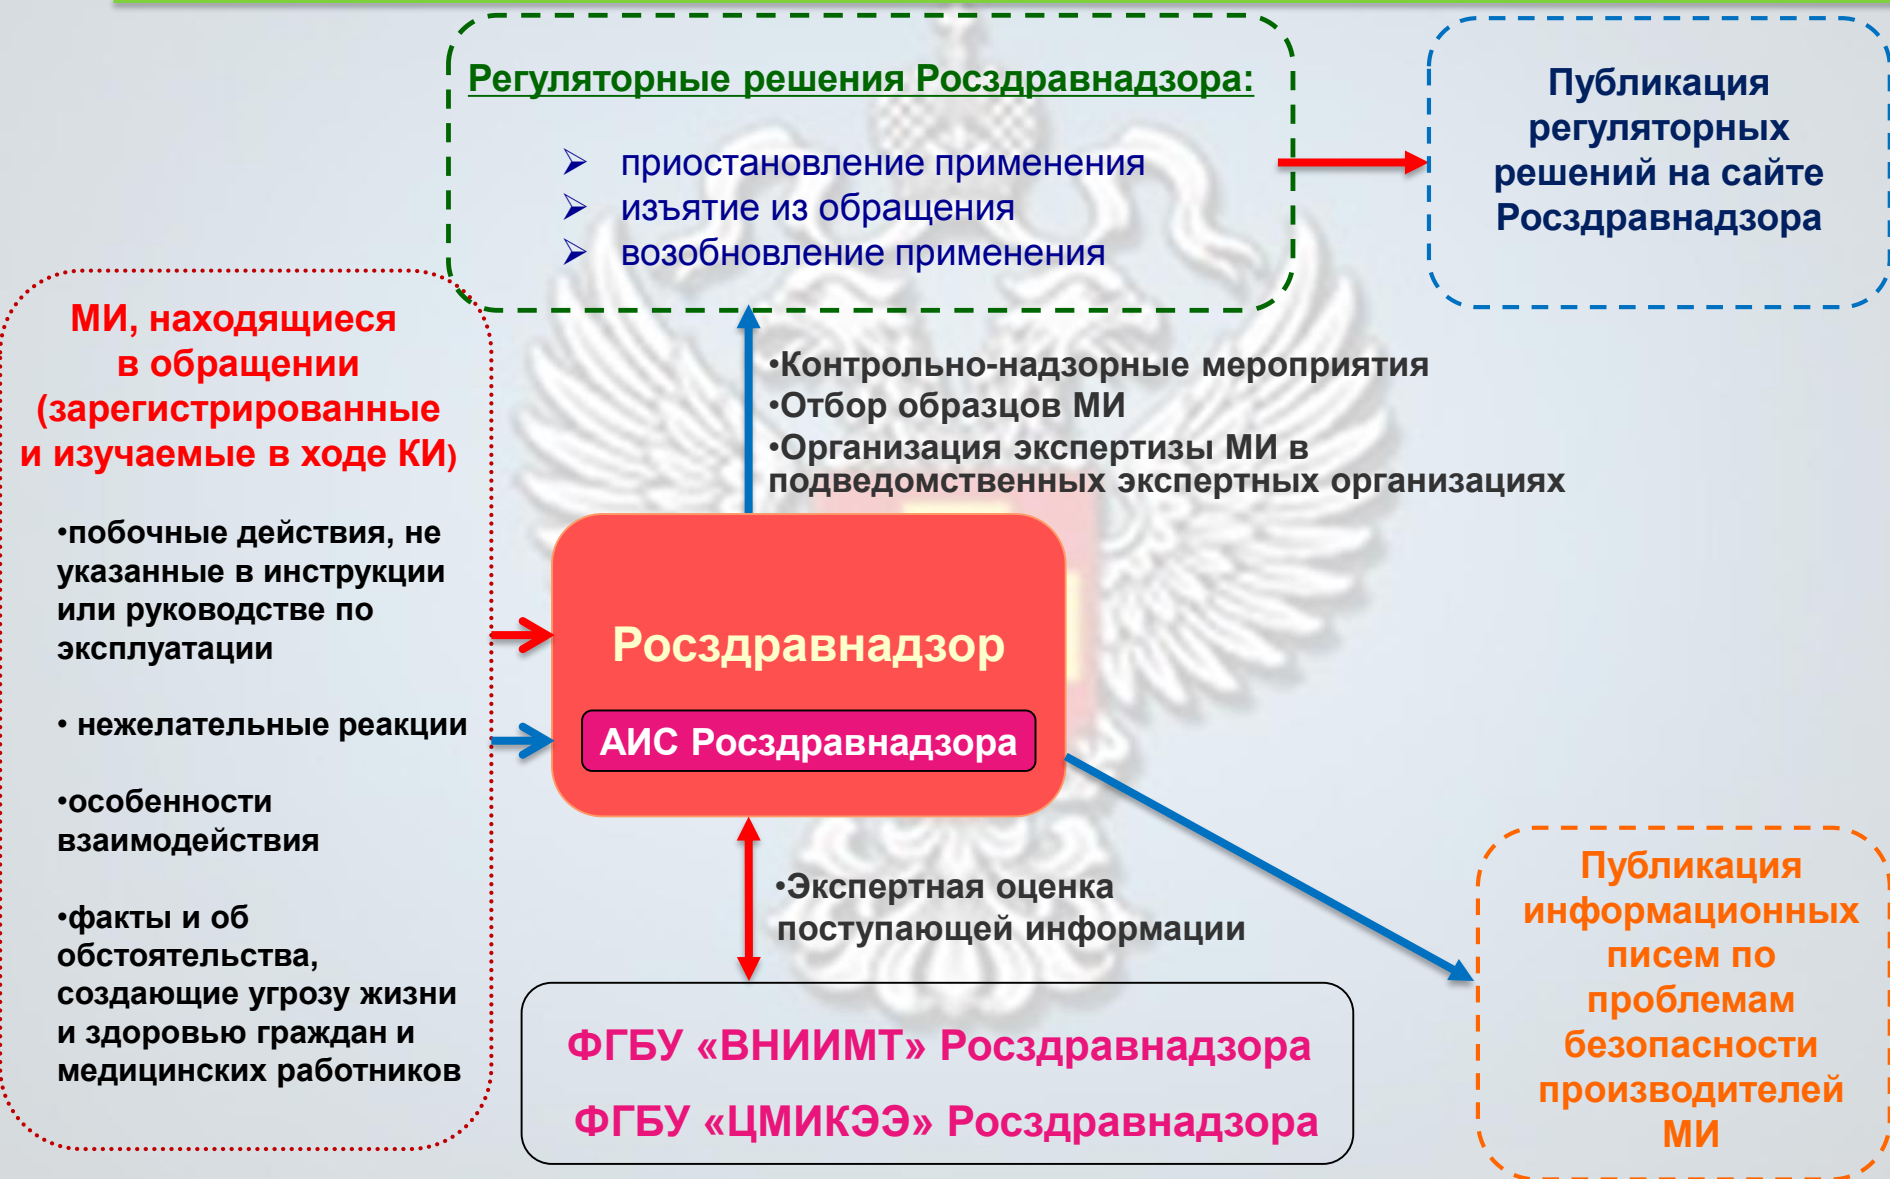 Регуляторные решения Росздравнадзора:
➢ приостановление применения
➢ изъятие из обращения
➢ возобновление применения
Публикация
регуляторных
решений на сайте
Росздравнадзора
МИ, находящиеся
в обращении
(зарегистрированные
и изучаемые в ходе КИ)
•побочные действия, не
указанные в инструкции
или руководстве по
эксплуатации
• нежелательные реакции
•особенности
взаимодействия
•факты и об
обстоятельства,
создающие угрозу жизни
и здоровью граждан и
медицинских работников
•Контрольно-надзорные мероприятия
•Отбор образцов МИ
•Организация экспертизы МИ в
подведомственных экспертных организациях
Росздравнадзор
АИС Росздравнадзора
•Экспертная оценка
поступающей информации
ФГБУ «ВНИИМТ» Росздравнадзора
ФГБУ «ЦМИКЭЭ» Росздравнадзора
Публикация
информационных
писем по
проблемам
безопасности
производителей
МИ